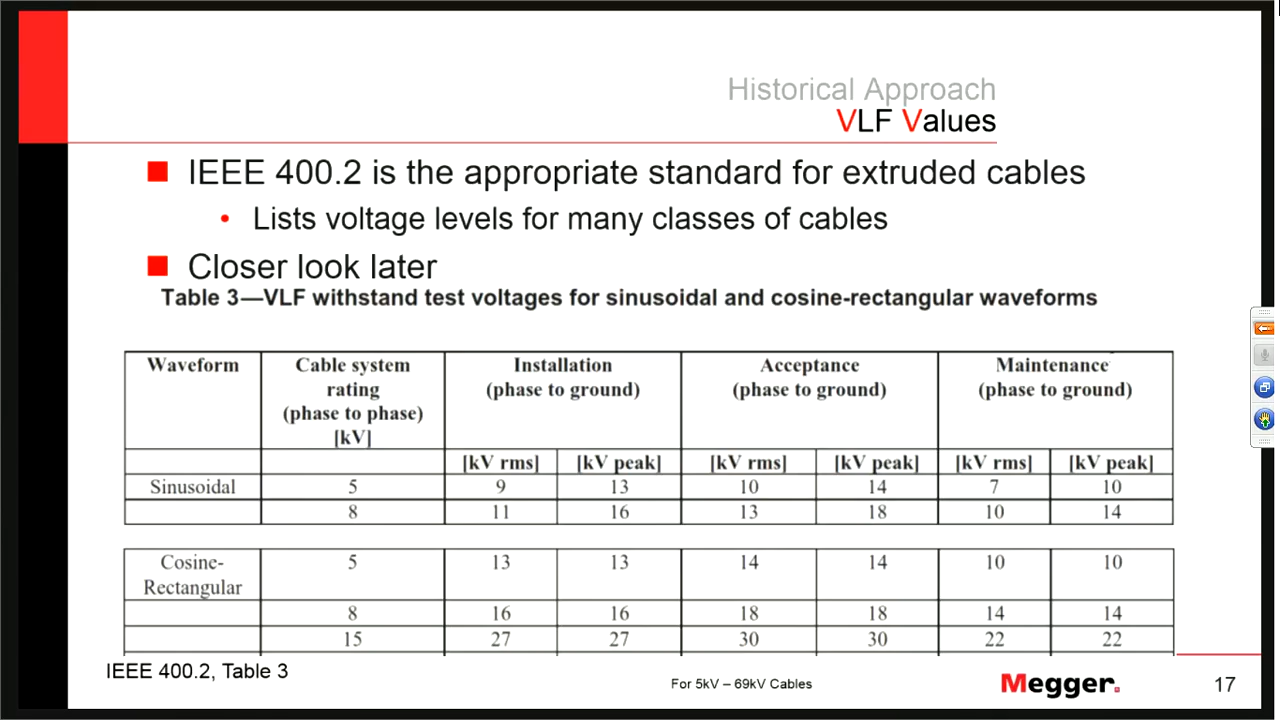 Historical Approach
VLF Values
IEEE 400.2 is the appropriate standard for extruded cables
• Lists voltage levels for many classes of cables
Closer look later
Table 3—VLF withstand test voltages for sinusoidal and cosine-rectangular waveforms
Waveform Cable system rating (phase to phase) [kV] Installation (phase to ground) Acceptance (phase to ground) Maintenance (phase to ground)
[kV rms] [kV peak] [kV rms] [kV peak] [kV rms] [kV peak]
Sinusoidal 5 9 13 10 14 7 10
8 11 16 13 18 10 14
Cosine-Rectangular 5 13 13 14 14 10 10
8 16 16 18 18 14 14
15 27 27 30 30 22 22
IEEE 400.2, Table 3
For 5kV – 69kV Cables
Megger.
17